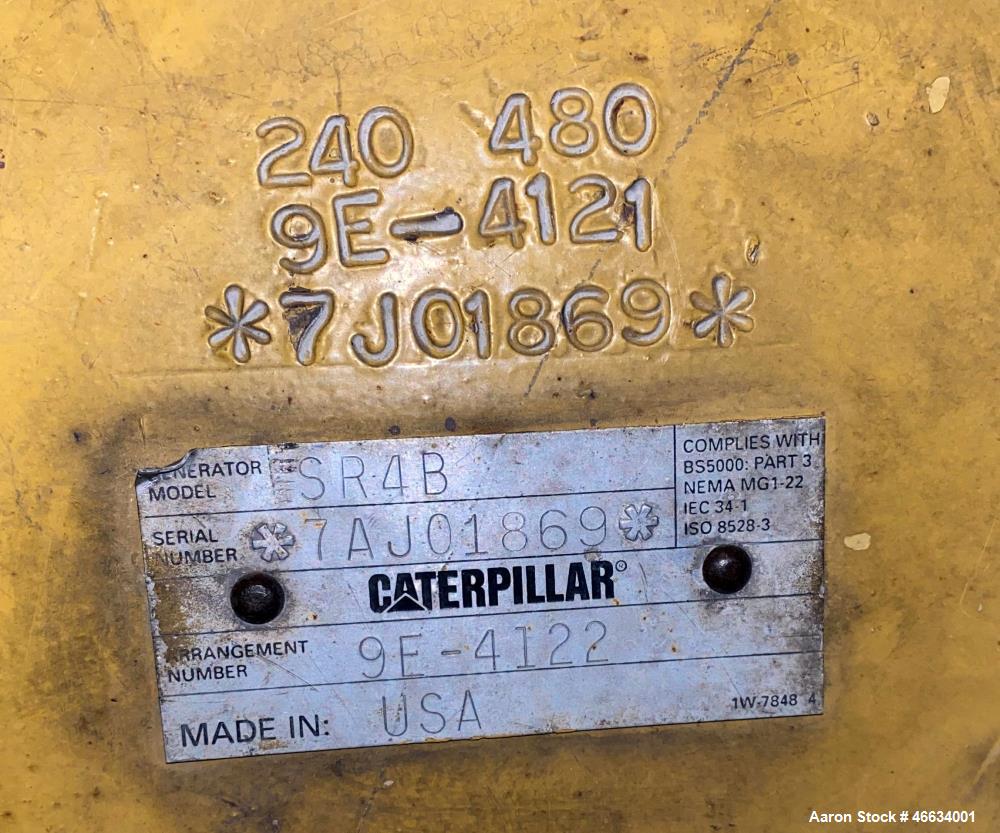 240 480
9E-4121
*7J01869*
GENERATOR MODEL SR4B
SERIAL NUMBER *7AJ01869*
COMPLIES WITH
BS5000: PART 3
NEMA MG1-22
IEC 34-1
ISO 8528-3
CATERPILLAR®
ARRANGEMENT NUMBER 9E-4122
MADE IN: USA
1W-7848 4
Aaron Stock # 46634001